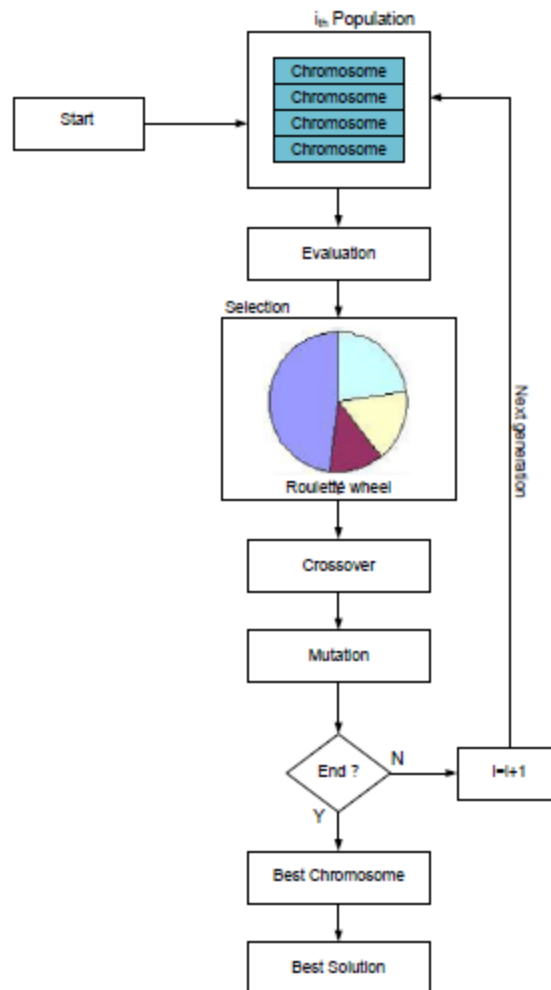 ith Population
Chromosome
Chromosome
Chromosome
Chromosome
Start
Evaluation
Selection
Roulette wheel
Next generation
Crossover
Mutation
End ?
N
I=I+1
Y
Best Chromosome
Best Solution